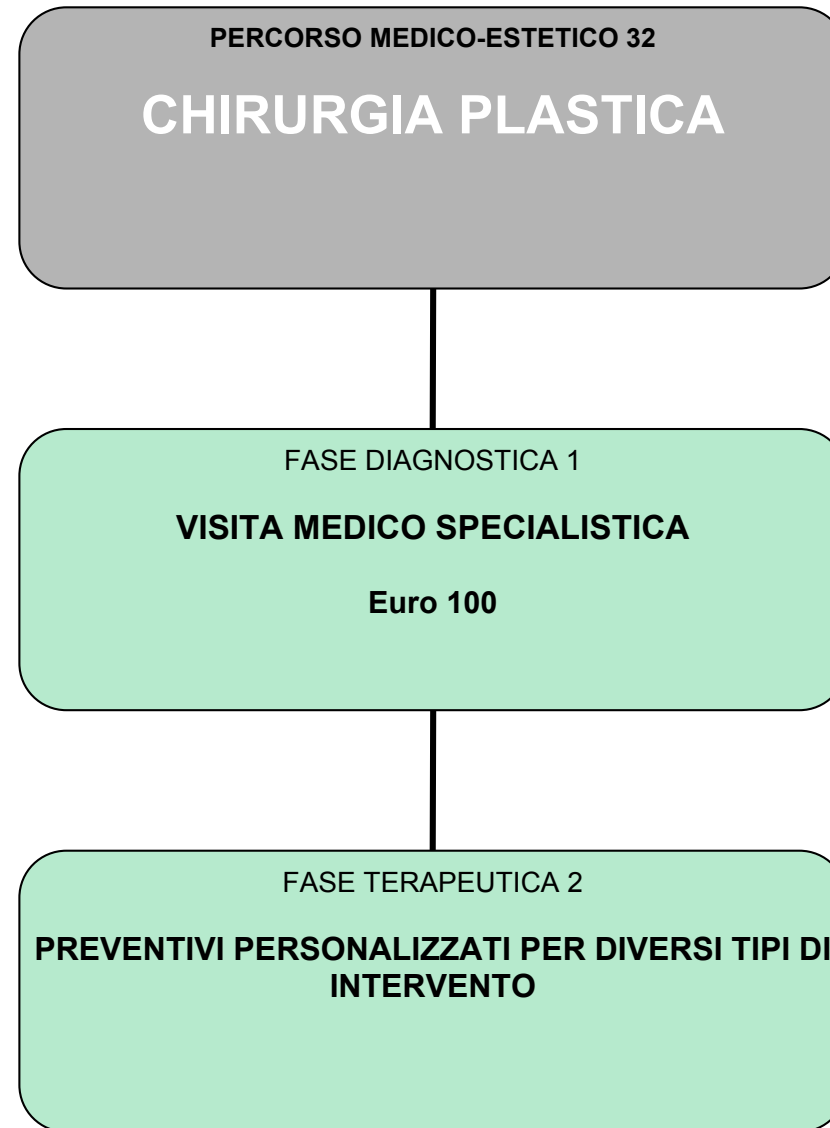 PERCORSO MEDICO-ESTETICO 32
CHIRURGIA PLASTICA
FASE DIAGNOSTICA 1
VISITA MEDICO SPECIALISTICA
Euro 100
FASE TERAPEUTICA 2
PREVENTIVI PERSONALIZZATI PER DIVERSI TIPI DI
INTERVENTO